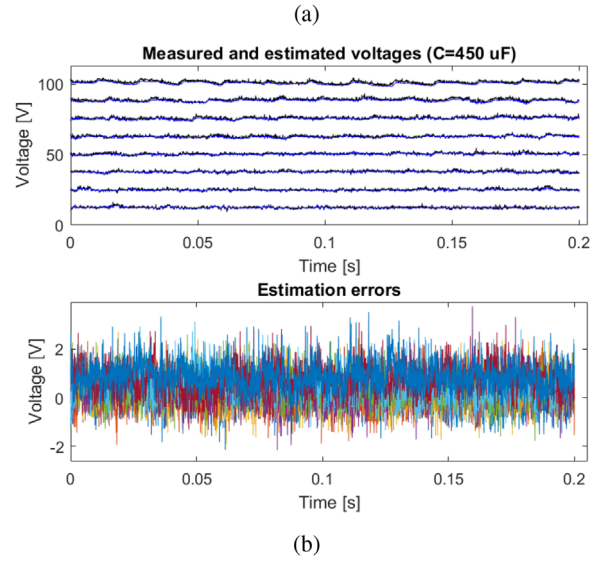 (a)
Measured and estimated voltages (C=450 uF)
100
50
0
Voltage [V]
0 0.05 0.1 0.15 0.2
Time [s]
Estimation errors
2
0
-2
Voltage [V]
0 0.05 0.1 0.15 0.2
Time [s]
(b)